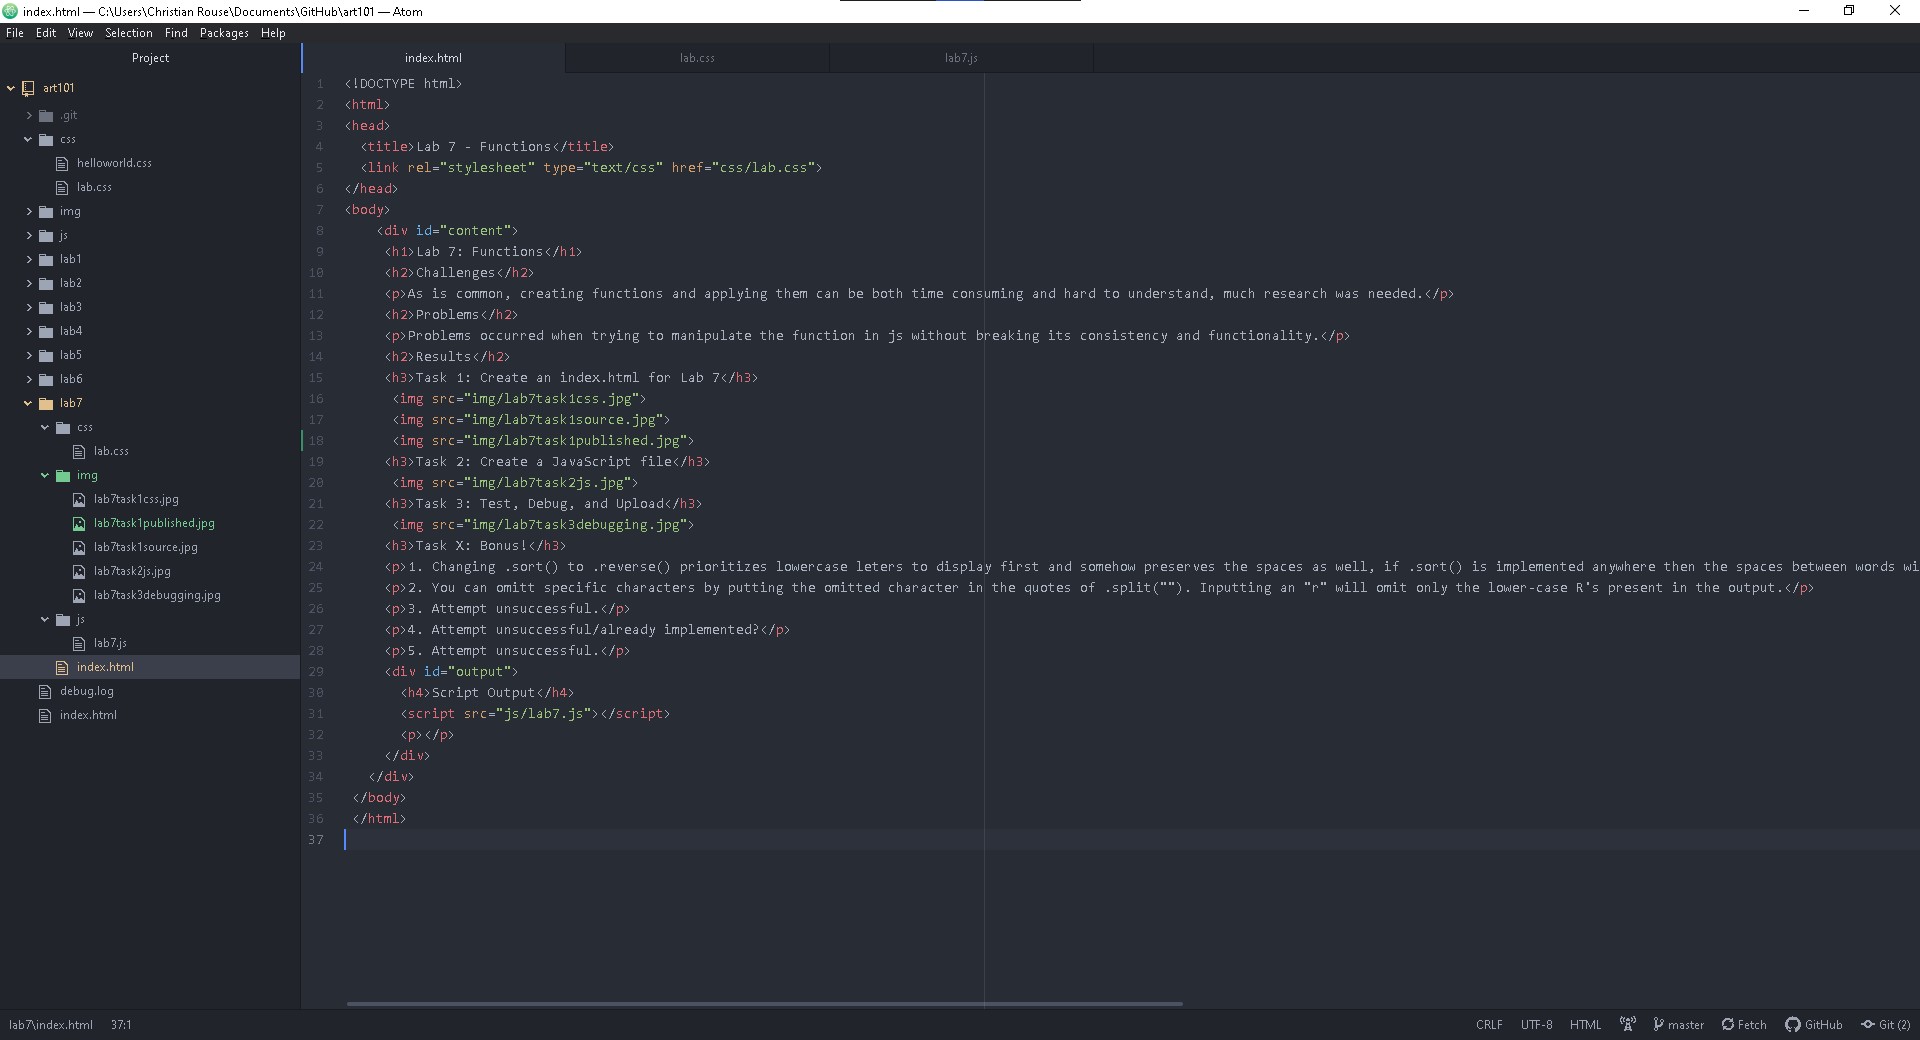 index.html — C:\Users\Christian Rouse\Documents\GitHub\art101 — Atom
File Edit View Selection Find Packages Help
Project
art101
.git
css
helloworld.css
lab.css
img
js
lab1
lab2
lab3
lab4
lab5
lab6
lab7
css
lab.css
img
lab7task1css.jpg
lab7task1published.jpg
lab7task1source.jpg
lab7task2js.jpg
lab7task3debugging.jpg
js
lab7.js
index.html
debug.log
index.html
index.html lab.css lab7.js
1 <!DOCTYPE html>
2 <html>
3 <head>
4 <title>Lab 7 - Functions</title>
5 <link rel="stylesheet" type="text/css" href="css/lab.css">
6 </head>
7 <body>
8 <div id="content">
9 <h1>Lab 7: Functions</h1>
10 <h2>Challenges</h2>
11 <p>As is common, creating functions and applying them can be both time consuming and hard to understand, much research was needed.</p>
12 <h2>Problems</h2>
13 <p>Problems occurred when trying to manipulate the function in js without breaking its consistency and functionality.</p>
14 <h2>Results</h2>
15 <h3>Task 1: Create an index.html for Lab 7</h3>
16 <img src="img/lab7task1css.jpg">
17 <img src="img/lab7task1source.jpg">
18 <img src="img/lab7task1published.jpg">
19 <h3>Task 2: Create a JavaScript file</h3>
20 <img src="img/lab7task2js.jpg">
21 <h3>Task 3: Test, Debug, and Upload</h3>
22 <img src="img/lab7task3debugging.jpg">
23 <h3>Task X: Bonus!</h3>
24 <p>1. Changing .sort() to .reverse() prioritizes lowercase leters to display first and somehow preserves the spaces as well, if .sort() is implemented anywhere then the spaces between words wi
25 <p>2. You can omitt specific characters by putting the omitted character in the quotes of .split(""). Inputting an "r" will omit only the lower-case R's present in the output.</p>
26 <p>3. Attempt unsuccessful.</p>
27 <p>4. Attempt unsuccessful/already implemented?</p>
28 <p>5. Attempt unsuccessful.</p>
29 <div id="output">
30 <h4>Script Output</h4>
31 <script src="js/lab7.js"></script>
32 <p></p>
33 </div>
34 </div>
35 </body>
36 </html>
37
lab7\index.html 37:1 CRLF UTF-8 HTML master Fetch GitHub Git (2)